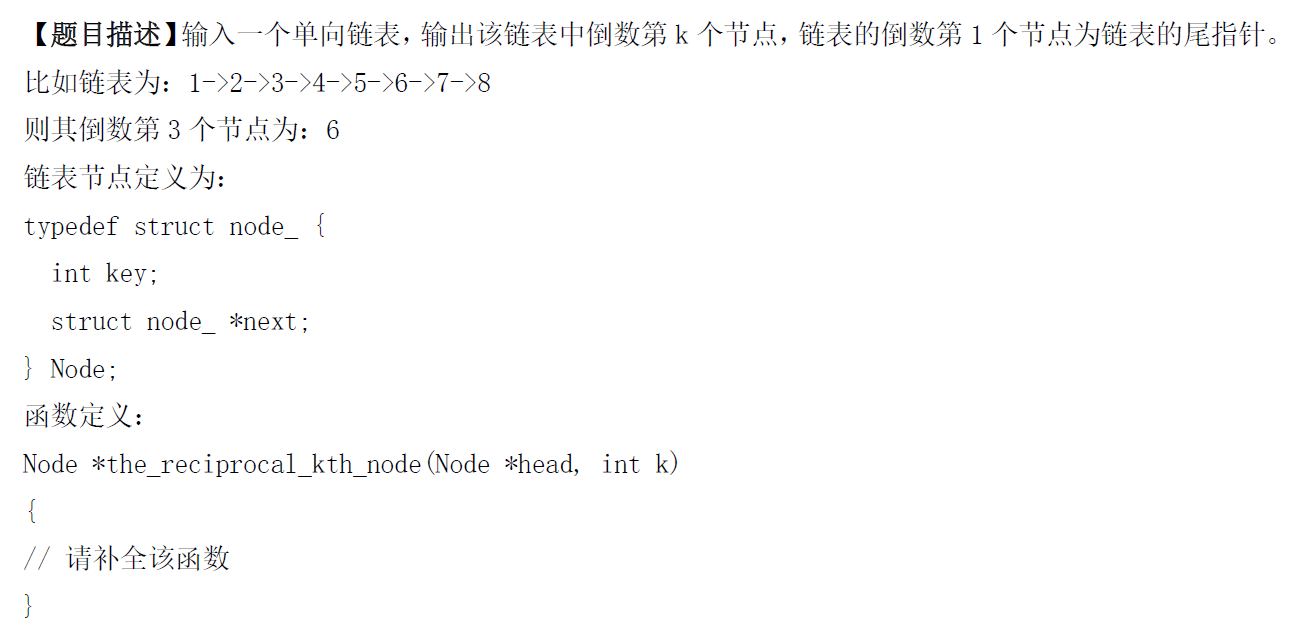 【题目描述】输入一个单向链表，输出该链表中倒数第 k 个节点，链表的倒数第 1 个节点为链表的尾指针。
比如链表为：1->2->3->4->5->6->7->8
则其倒数第 3 个节点为：6
链表节点定义为：
typedef struct node_ {
  int key;
  struct node_ *next;
} Node;
函数定义：
Node *the_reciprocal_kth_node(Node *head, int k)
{
// 请补全该函数
}